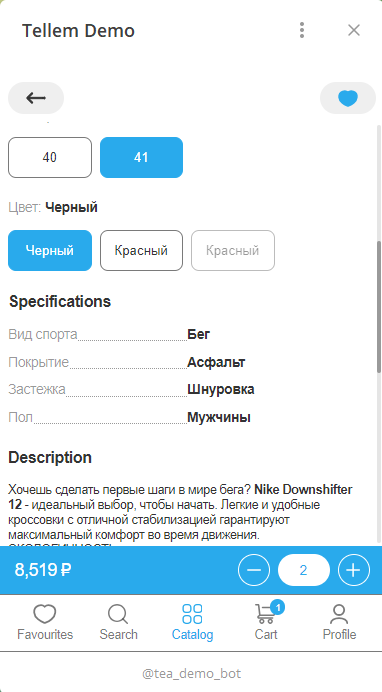 Tellem Demo
40 41
Цвет: Черный
Черный Красный Красный
Specifications
Вид спорта Бег
Покрытие Асфальт
Застежка Шнуровка
Пол Мужчины
Description
Хочешь сделать первые шаги в мире бега? Nike Downshifter
12 - идеальный выбор, чтобы начать. Легкие и удобные
кроссовки с отличной стабилизацией гарантируют
максимальный комфорт во время движения.
8,519 ₽ 2
1
Favourites Search Catalog Cart Profile
@tea_demo_bot